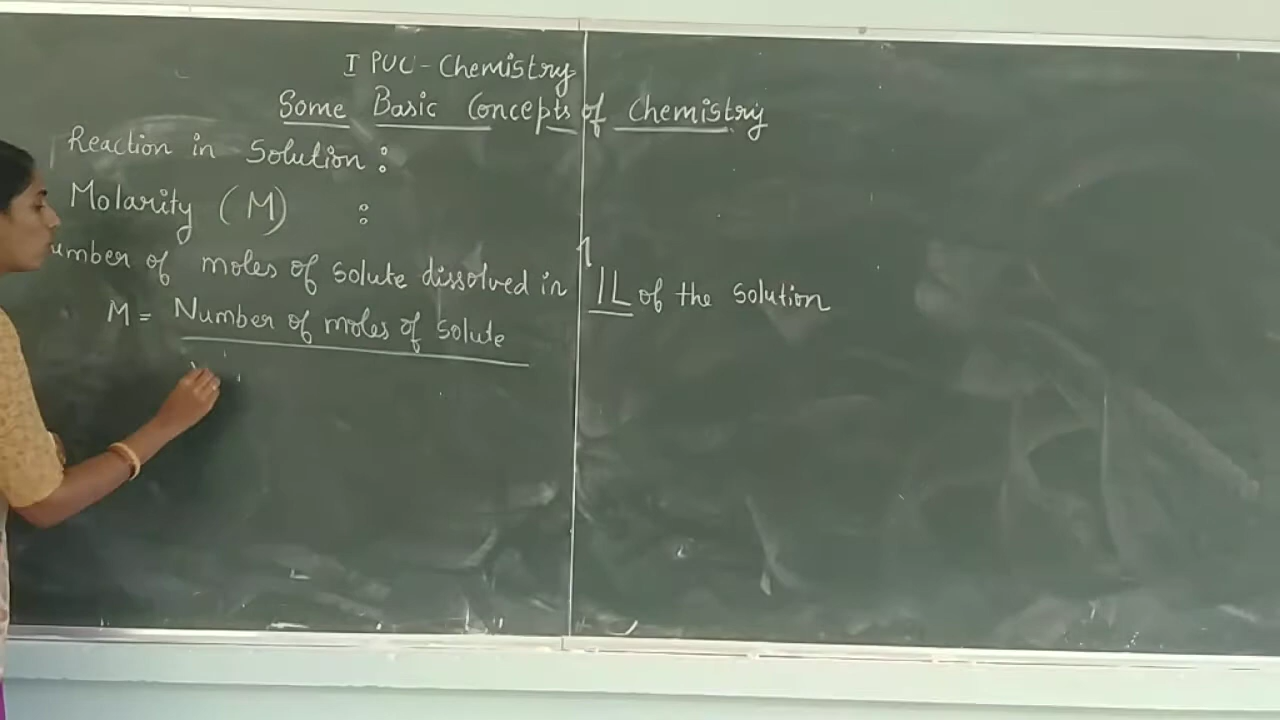 I PUC - Chemistry
Some Basic Concepts of Chemistry
Reaction in Solution :
Molarity (M) :
umber of moles of solute dissolved in 1L of the solution
M = Number of moles of solute